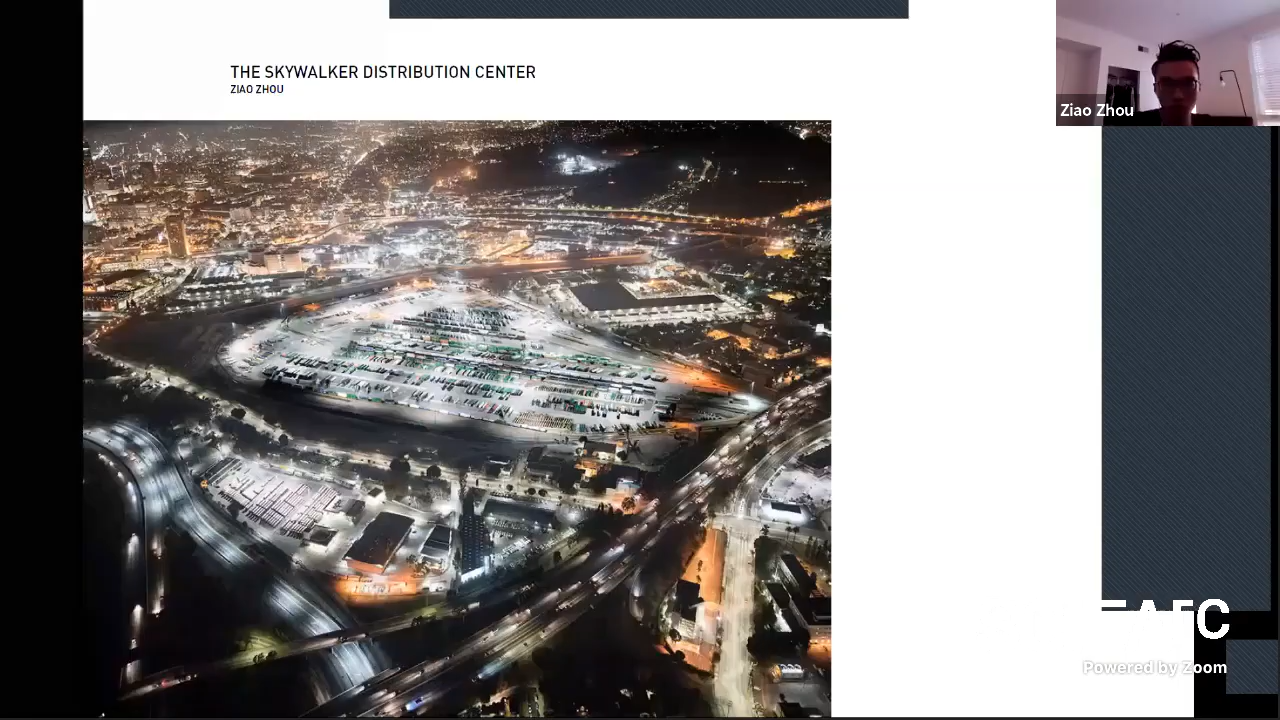 THE SKYWALKER DISTRIBUTION CENTER
ZIAO ZHOU
Ziao Zhou
Powered by Zoom